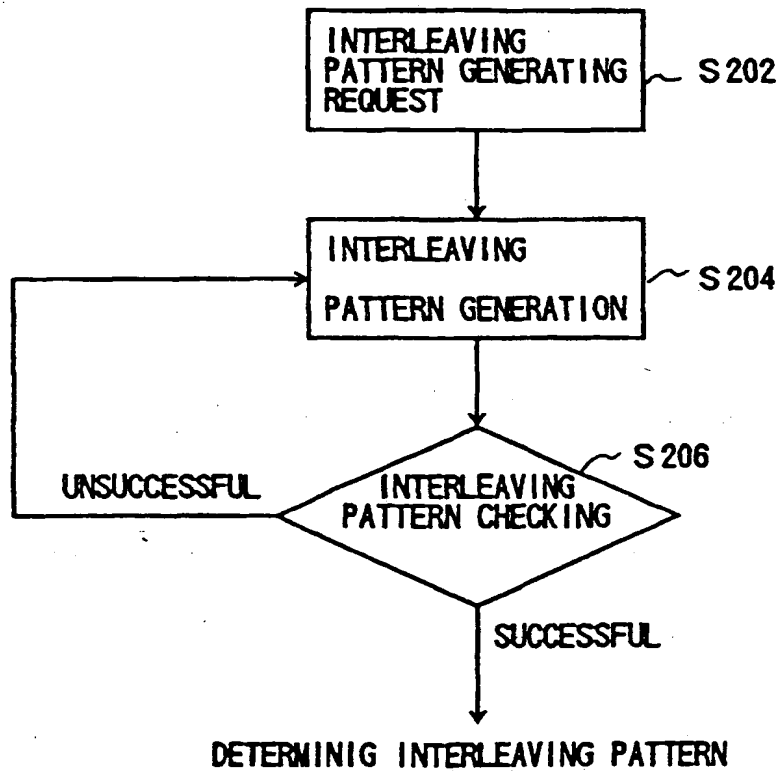 INTERLEAVING
PATTERN GENERATING
REQUEST
S202
INTERLEAVING
PATTERN GENERATION
S204
S206
UNSUCCESSFUL
INTERLEAVING
PATTERN CHECKING
SUCCESSFUL
DETERMINIG INTERLEAVING PATTERN